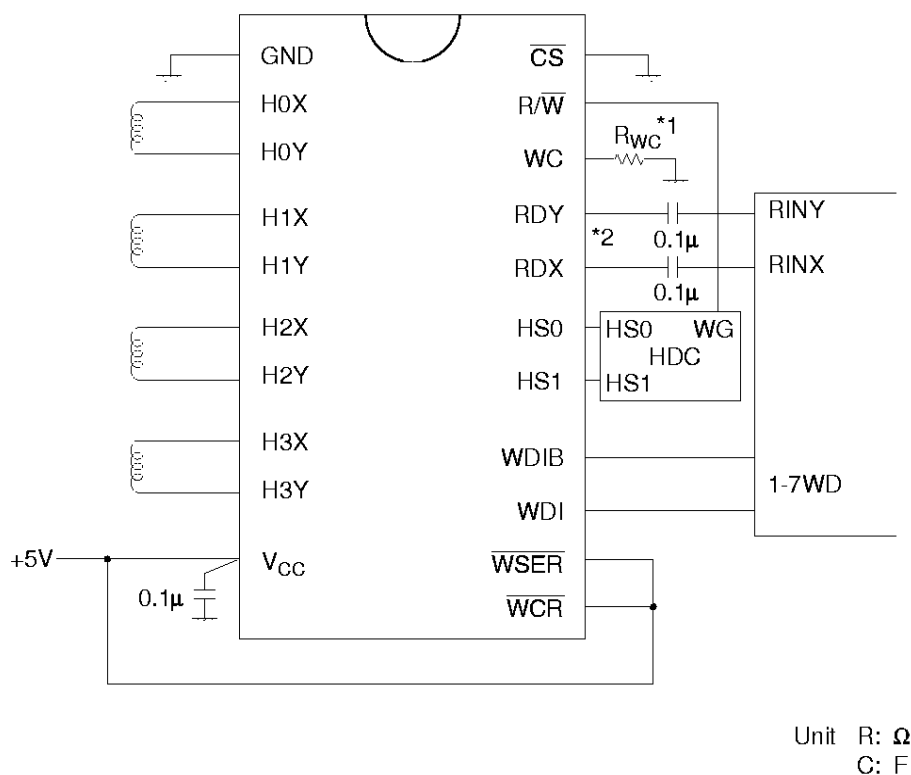 GND
H0X
H0Y
H1X
H1Y
H2X
H2Y
H3X
H3Y
+5V
VCC
0.1μ
CS
R/W
WC
RWC *1
RDY
*2
0.1μ
RDX
0.1μ
HS0
HS1
HS0 WG
HDC
HS1
WDIB
WDI
WSER
WCR
RINY
RINX
1-7WD
Unit R: Ω
C: F